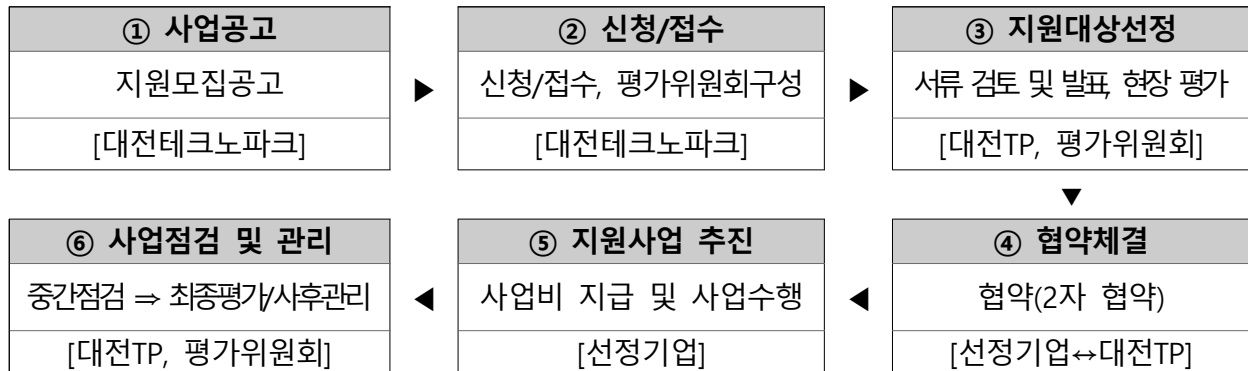 ① 사업공고
지원모집공고
[대전테크노파크]
▶
② 신청/접수
신청/접수, 평가위원회구성
[대전테크노파크]
▶
③ 지원대상선정
서류 검토 및 발표, 현장 평가
[대전TP, 평가위원회]
▼
④ 협약체결
협약(2자 협약)
[선정기업↔대전TP]
◀
⑤ 지원사업 추진
사업비 지급 및 사업수행
[선정기업]
◀
⑥ 사업점검 및 관리
중간점검 ⇒ 최종평가/사후관리
[대전TP, 평가위원회]